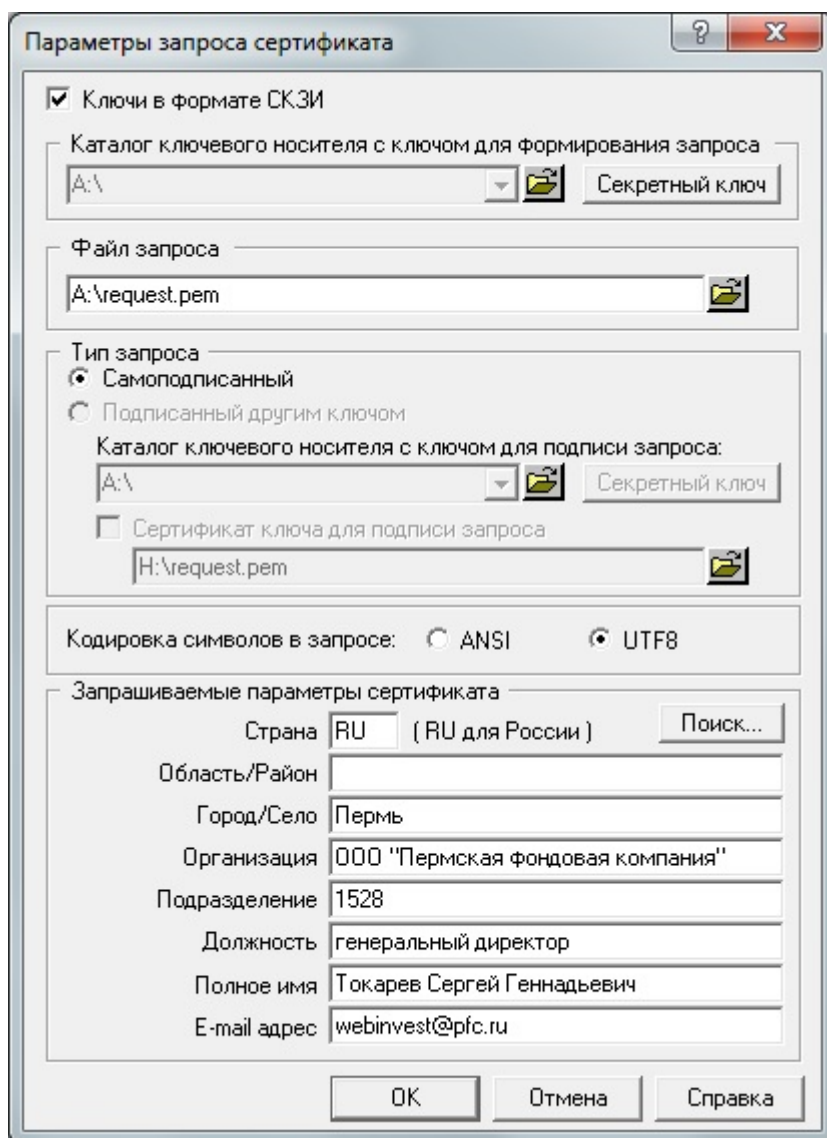 Параметры запроса сертификата
Ключи в формате СКЗИ
Каталог ключевого носителя с ключом для формирования запроса
A:\
Секретный ключ
Файл запроса
A:\request.pem
Тип запроса
Самоподписанный
Подписанный другим ключом
Каталог ключевого носителя с ключом для подписи запроса:
A:\
Секретный ключ
Сертификат ключа для подписи запроса
H:\request.pem
Кодировка символов в запросе: ANSI UTF8
Запрашиваемые параметры сертификата
Страна RU ( RU для России ) Поиск...
Область/Район
Город/Село Пермь
Организация ООО "Пермская фондовая компания"
Подразделение 1528
Должность генеральный директор
Полное имя Токарев Сергей Геннадьевич
E-mail адрес webinvest@pfc.ru
OK Отмена Справка